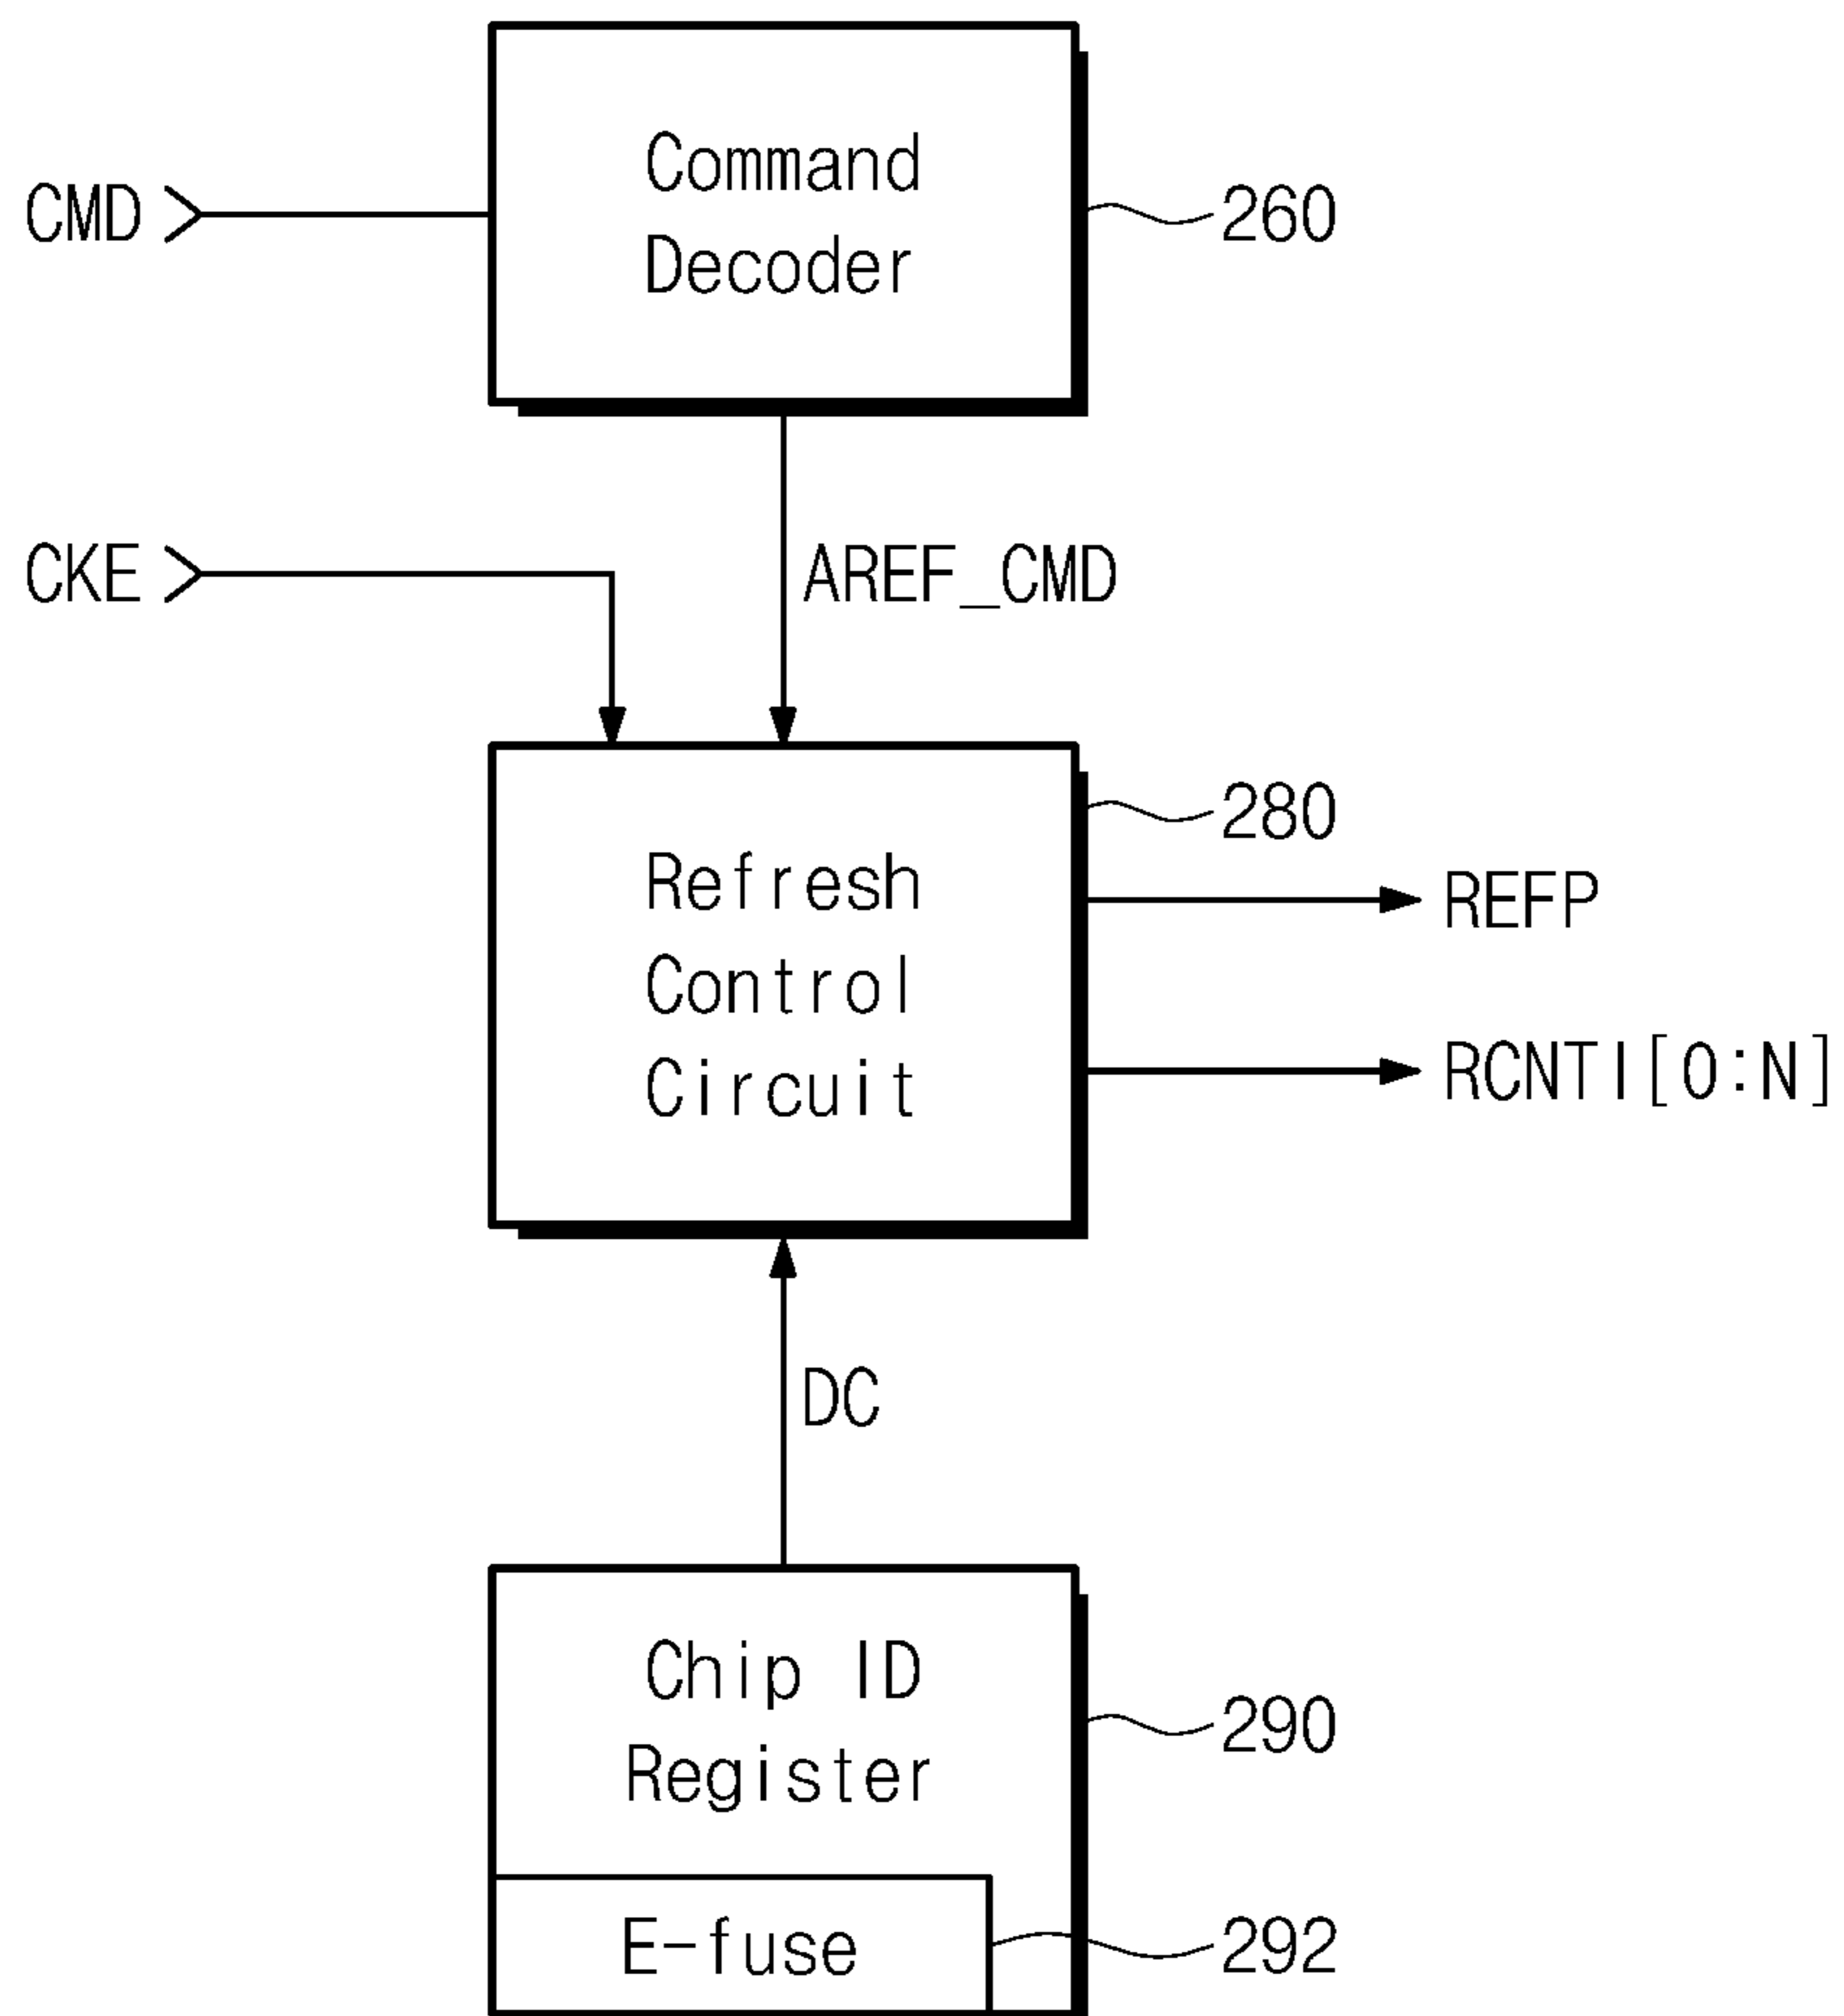 Command
Decoder
CMD
260
CKE
AREF_CMD
280
Refresh
Control
Circuit
REFP
RCNTI[0:N]
DC
Chip ID
Register
290
E-fuse
292